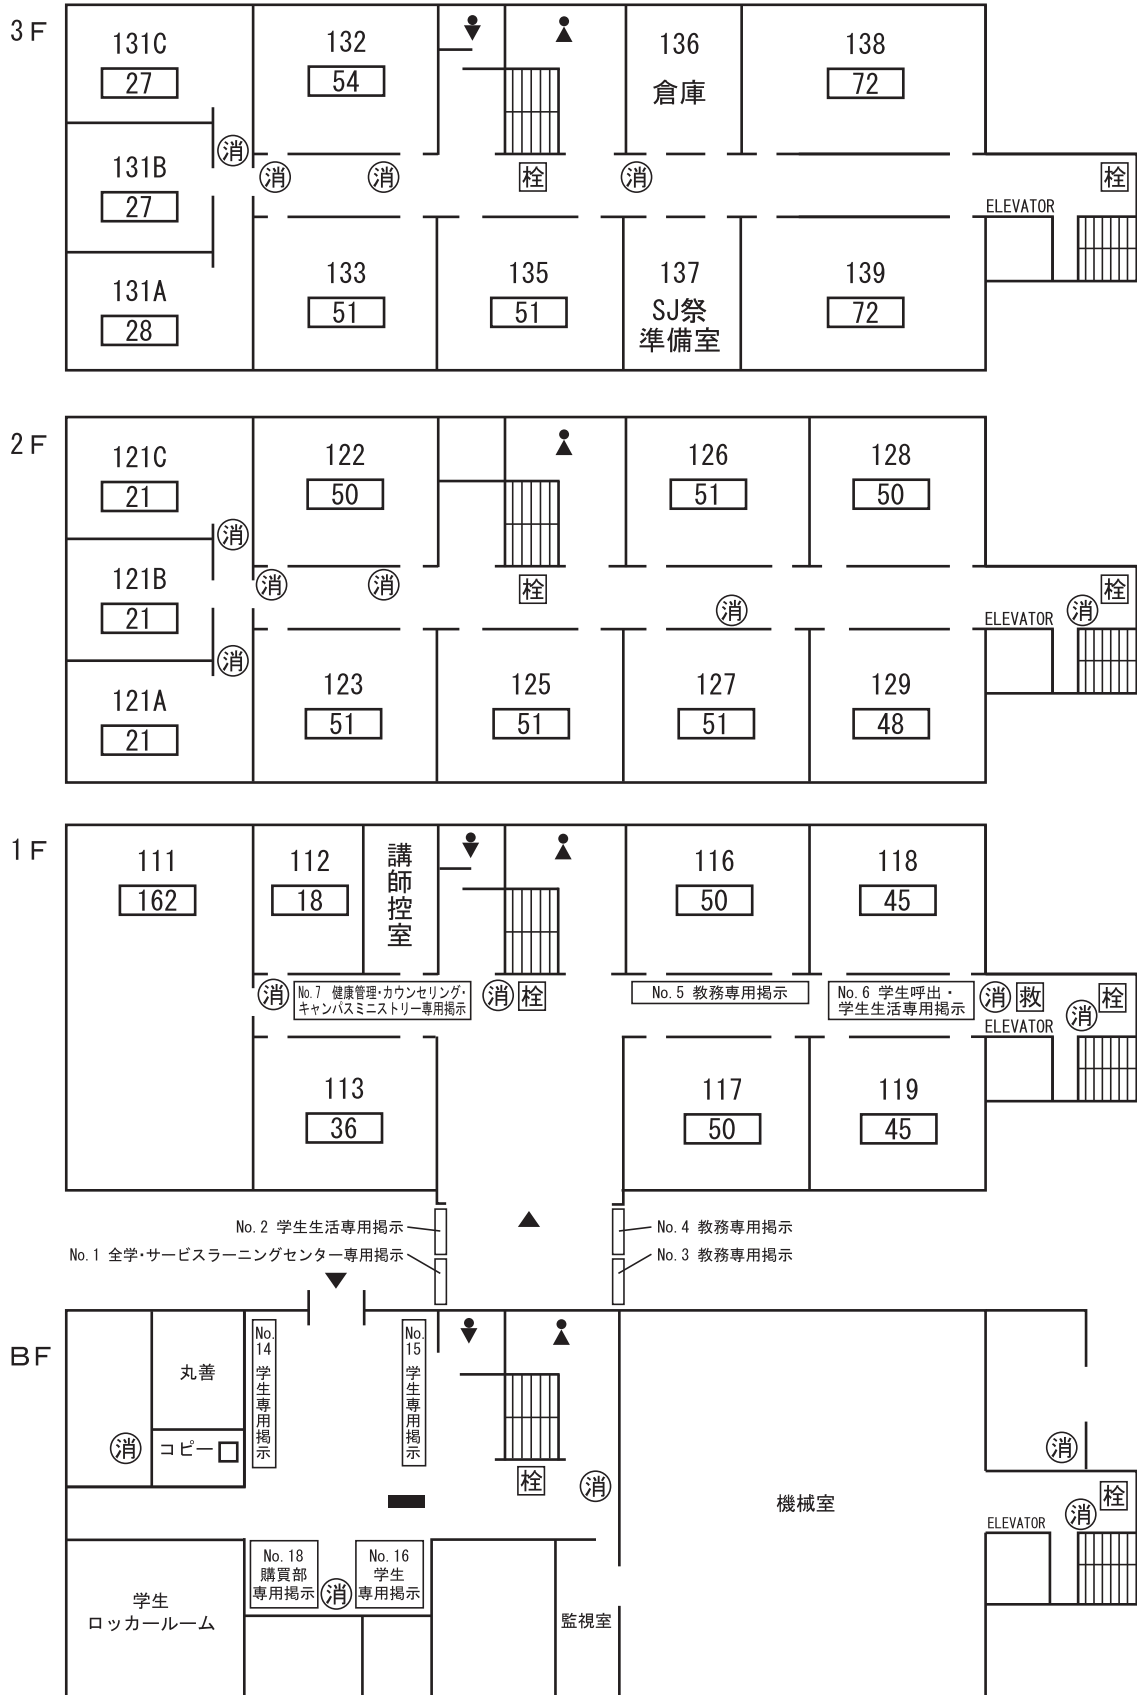 3F
131C
27
132
54
136
倉庫
138
72
131B
27
消
消
消
栓
消
栓
ELEVATOR
131A
28
133
51
135
51
137
SJ祭
準備室
139
72
2F
121C
21
122
50
126
51
128
50
消
121B
21
消
消
栓
消
消
栓
ELEVATOR
消
121A
21
123
51
125
51
127
51
129
48
1F
111
162
112
18
講師控室
116
50
118
45
消
No.7 健康管理・カウンセリング・
キャンパスミニストリー専用掲示
消
栓
No.5 教務専用掲示
No.6 学生呼出・
学生生活専用掲示
消
救
消
栓
ELEVATOR
113
36
117
50
119
45
No.2 学生生活専用掲示
No.4 教務専用掲示
No.1 全学・サービスラーニングセンター専用掲示
No.3 教務専用掲示
BF
丸善
No.14 学生専用掲示
No.15 学生専用掲示
消
コピー
栓
消
機械室
消
消
栓
ELEVATOR
No.18
購買部
専用掲示
消
No.16
学生
専用掲示
学生
ロッカールーム
監視室